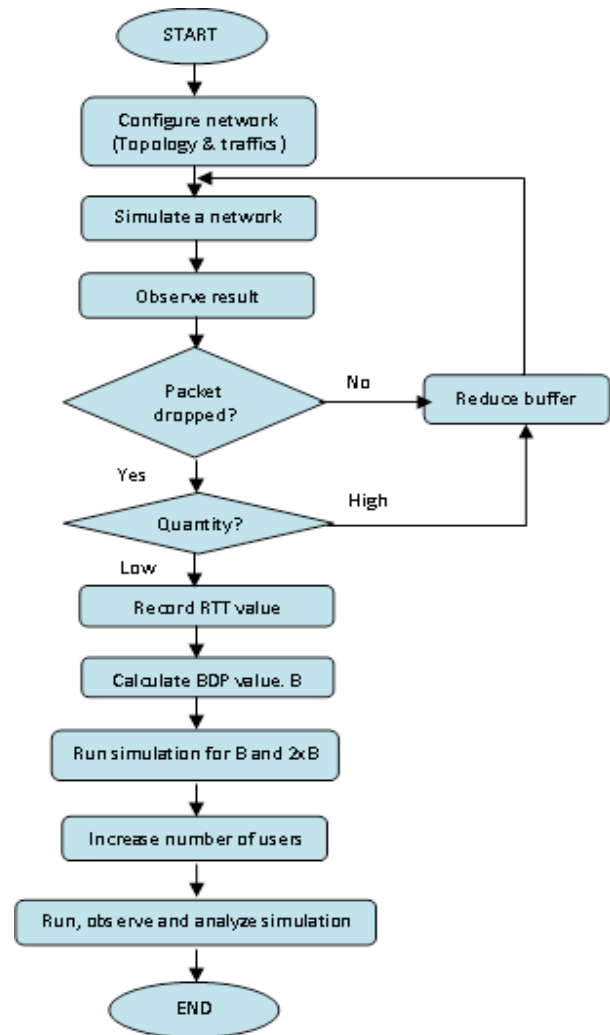 START
Configure network
(Topology & traffics)
Simulate a network
Observe result
Packet
dropped?
No
Reduce buffer
Yes
High
Quantity?
Low
Record RTT value
Calculate BDP value. B
Run simulation for B and 2xB
Increase number of users
Run, observe and analyze simulation
END